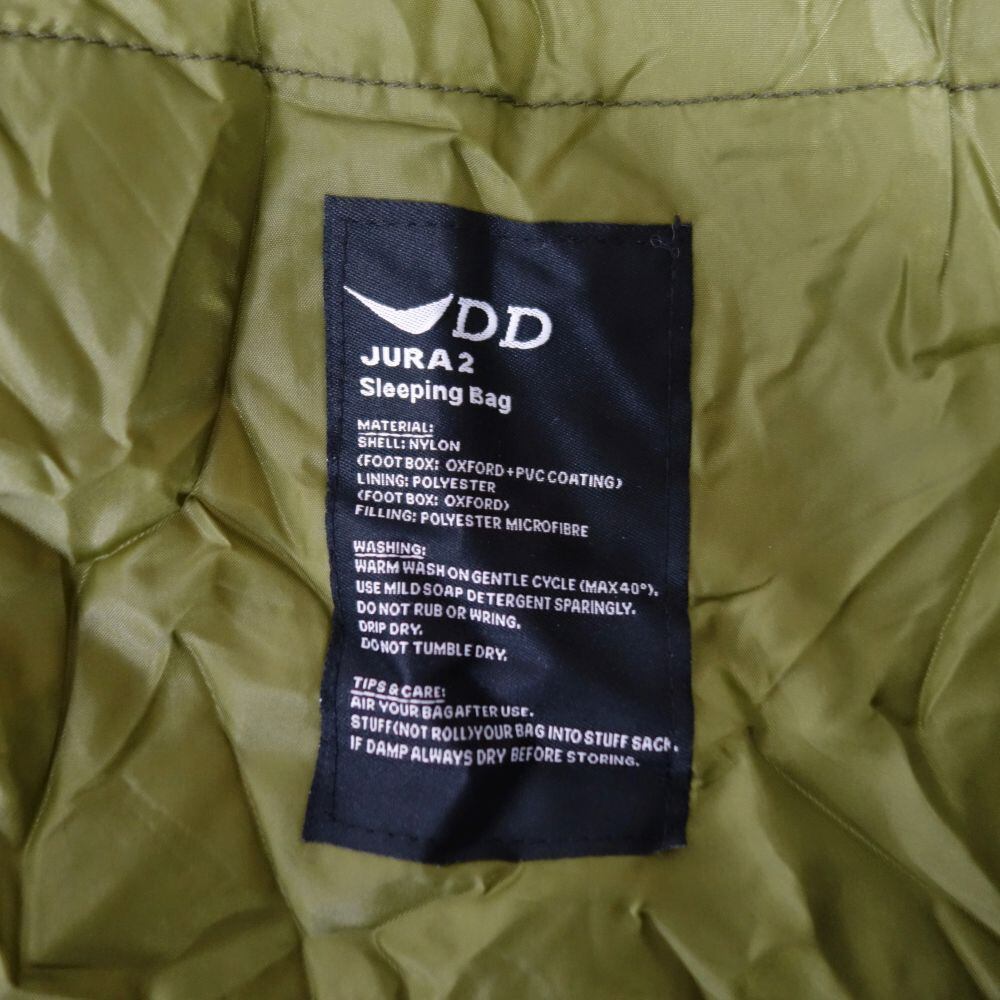 DD
JURA 2
Sleeping Bag
MATERIAL:
SHELL: NYLON
(FOOT BOX: OXFORD+PVC COATING)
LINING: POLYESTER
(FOOT BOX: OXFORD)
FILLING: POLYESTER MICROFIBRE
WASHING:
WARM WASH ON GENTLE CYCLE (MAX 40°).
USE MILD SOAP DETERGENT SPARINGLY.
DO NOT RUB OR WRING.
DRIP DRY.
DO NOT TUMBLE DRY.
TIPS & CARE:
AIR YOUR BAG AFTER USE.
STUFF(NOT ROLL)YOUR BAG INTO STUFF SACK.
IF DAMP ALWAYS DRY BEFORE STORING.